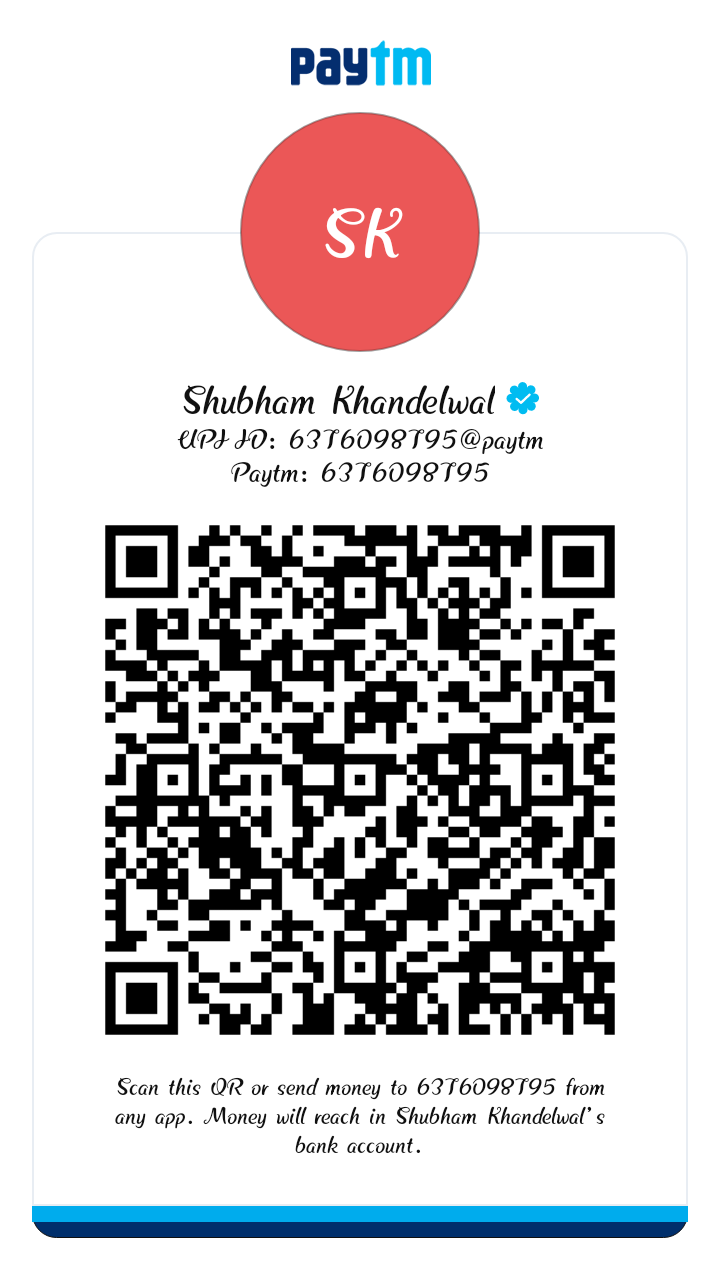 paytm
SK
Shubham Khandelwal
UPI ID: 6376098795@paytm
Paytm: 6376098795
Scan this QR or send money to 6376098795 from
any app. Money will reach in Shubham Khandelwal's
bank account.